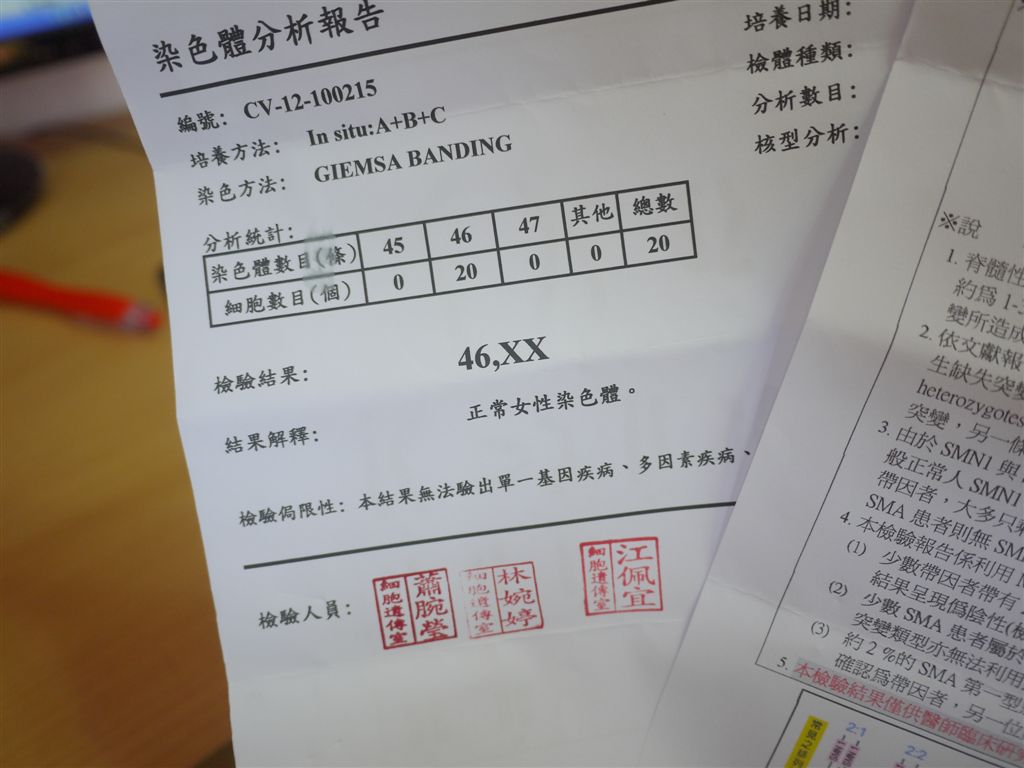 染色體分析報告
編號： CV-12-100215
培養方法： In situ:A+B+C
染色方法： GIEMSA BANDING
培養日期：
檢體種類：
分析數目：
核型分析：
分析統計：
染色體數目(條) 45 46 47 其他 總數
細胞數目(個) 0 20 0 0 20
檢驗結果： 46,XX
結果解釋： 正常女性染色體。
檢驗侷限性：本結果無法驗出單一基因疾病、多因素疾病、
檢驗人員：
細胞遺傳室 蕭腕瑩
細胞遺傳室 林婉婷
細胞遺傳室 江佩宜
※說
1. 脊髓性
約爲 1-
變所造成
2. 依文獻報
生缺失突變
heterozygotes
突變，另一條
3. 由於 SMN1 與
般正常人 SMN1
帶因者，大多只
SMA 患者則無 SM
4. 本檢驗報告係利用
(1) 少數帶因者帶有
結果呈現僞陰性(檢
(2) 少數 SMA 患者屬於
突變類型亦無法利用
(3) 約 2 %的 SMA 第一型
確認爲帶因者，另一位
5. 本檢驗結果僅供醫師臨床研
2:1
2:2